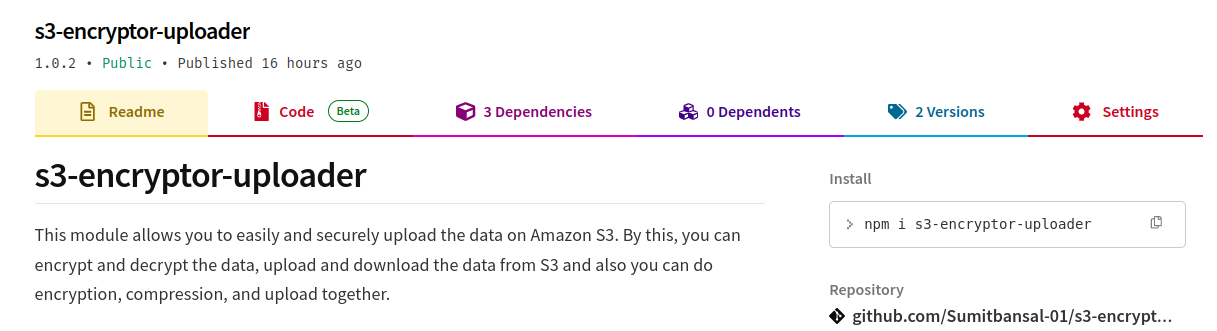 s3-encryptor-uploader
1.0.2 • Public • Published 16 hours ago
Readme
Code Beta
3 Dependencies
0 Dependents
2 Versions
Settings
s3-encryptor-uploader
This module allows you to easily and securely upload the data on Amazon S3. By this, you can
encrypt and decrypt the data, upload and download the data from S3 and also you can do
encryption, compression, and upload together.
Install
> npm i s3-encryptor-uploader
Repository
github.com/Sumitbansal-01/s3-encrypt...